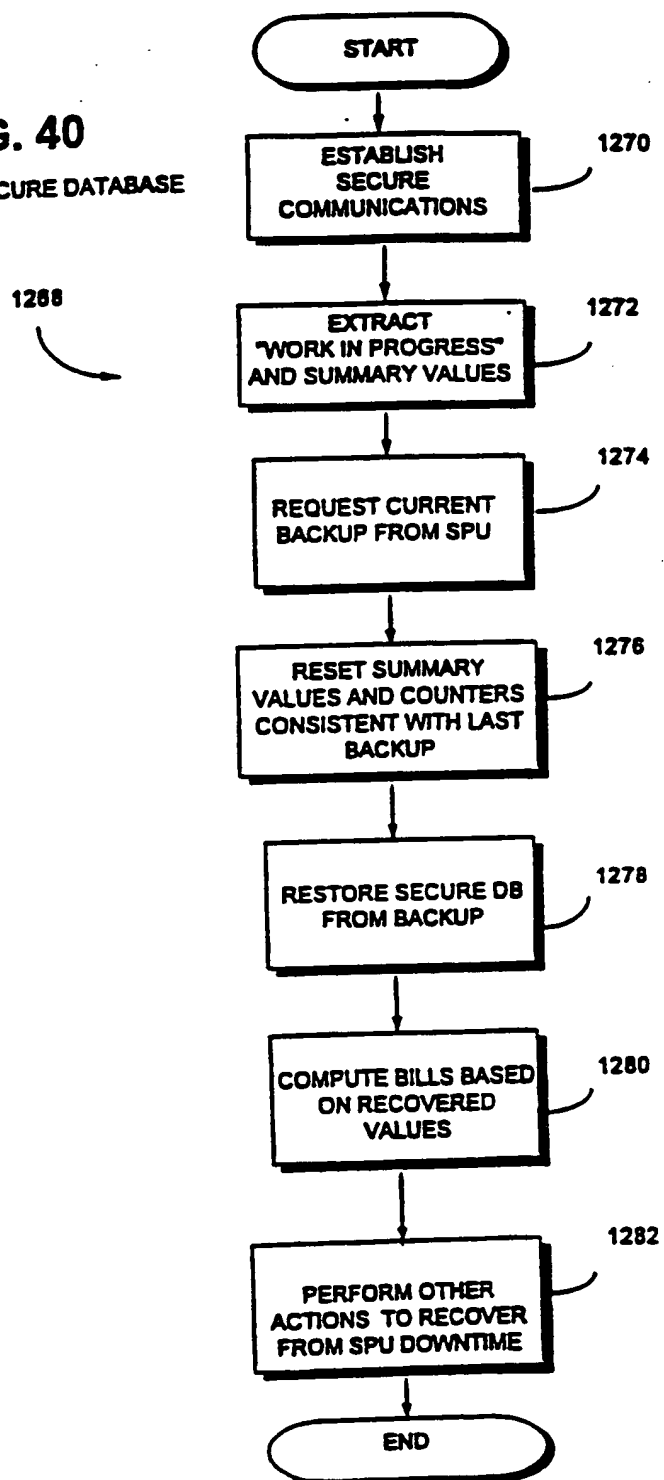 START
G. 40
CURE DATABASE
1268
ESTABLISH
SECURE
COMMUNICATIONS
1270
EXTRACT
"WORK IN PROGRESS"
AND SUMMARY VALUES
1272
REQUEST CURRENT
BACKUP FROM SPU
1274
RESET SUMMARY
VALUES AND COUNTERS
CONSISTENT WITH LAST
BACKUP
1276
RESTORE SECURE DB
FROM BACKUP
1278
COMPUTE BILLS BASED
ON RECOVERED
VALUES
1280
PERFORM OTHER
ACTIONS TO RECOVER
FROM SPU DOWNTIME
1282
END